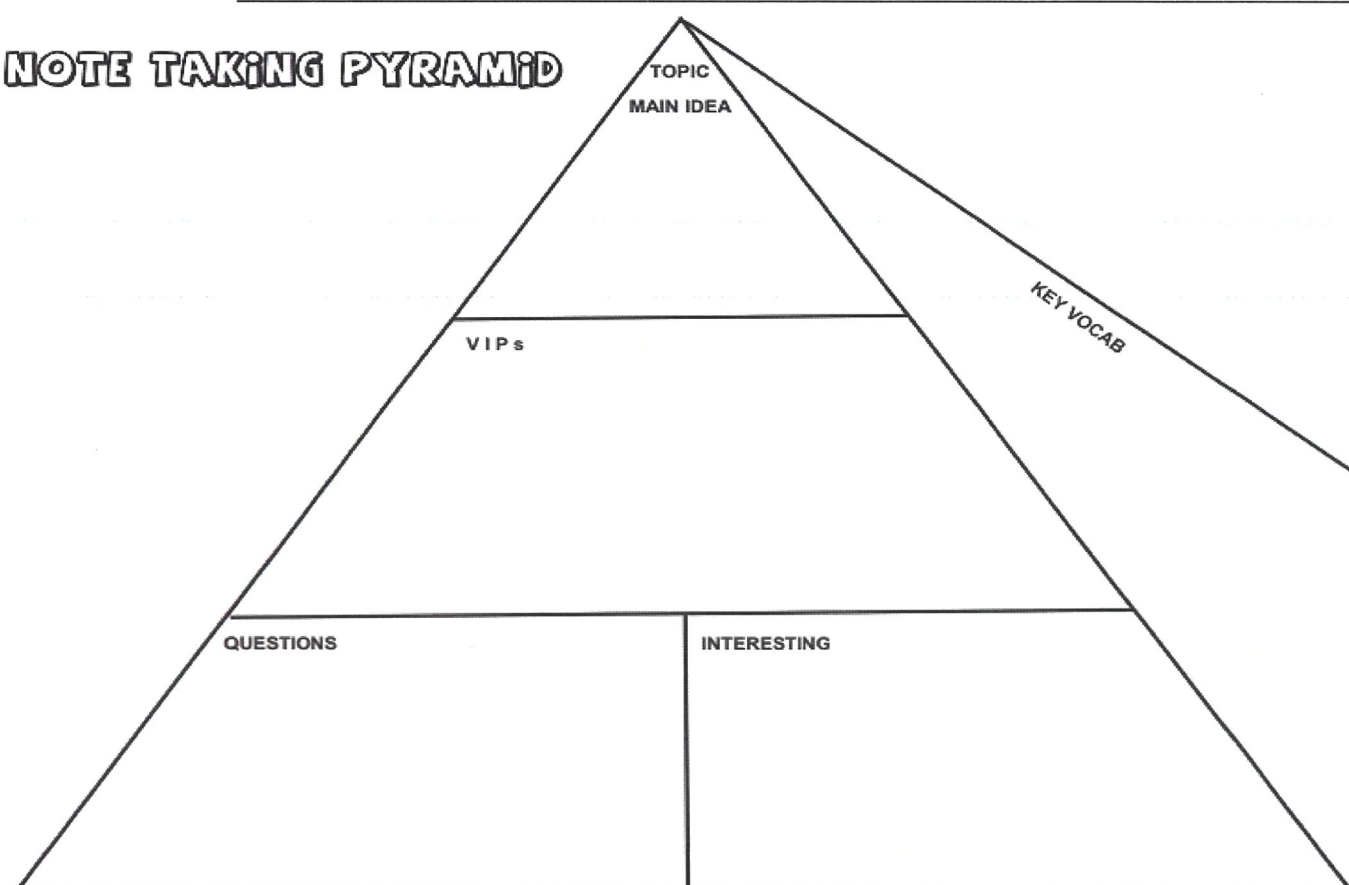 NOTE TAKiNG PYRAMiD
TOPIC
MAIN IDEA
KEY VOCAB
VIPs
QUESTIONS
INTERESTING